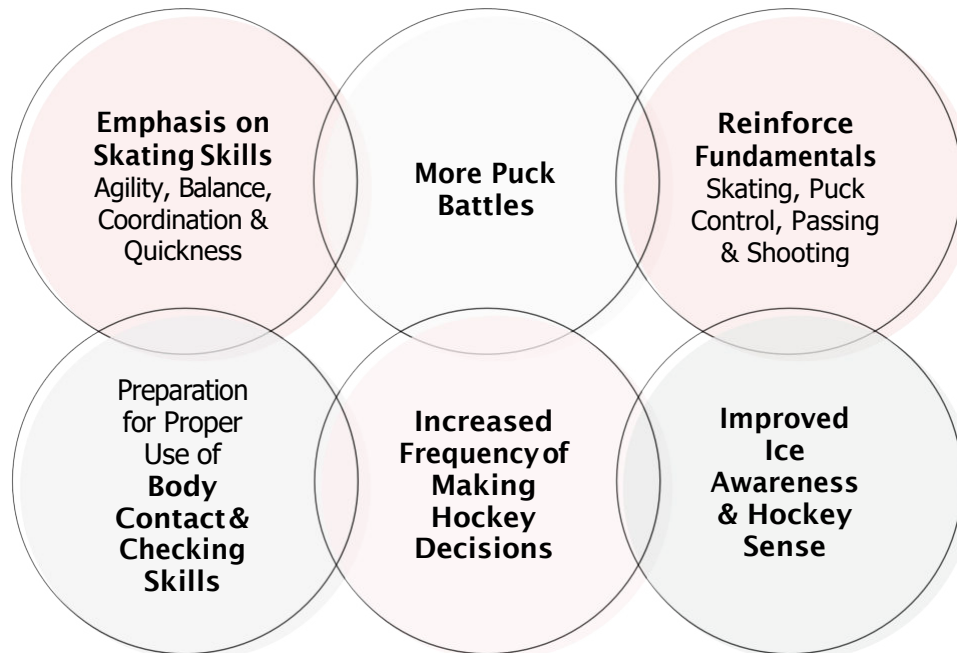 Emphasis on
Skating Skills
Agility, Balance,
Coordination &
Quickness
More Puck
Battles
Reinforce
Fundamentals
Skating, Puck
Control, Passing
& Shooting
Preparation
for Proper
Use of
Body
Contact &
Checking
Skills
Increased
Frequency of
Making
Hockey
Decisions
Improved
Ice
Awareness
& Hockey
Sense